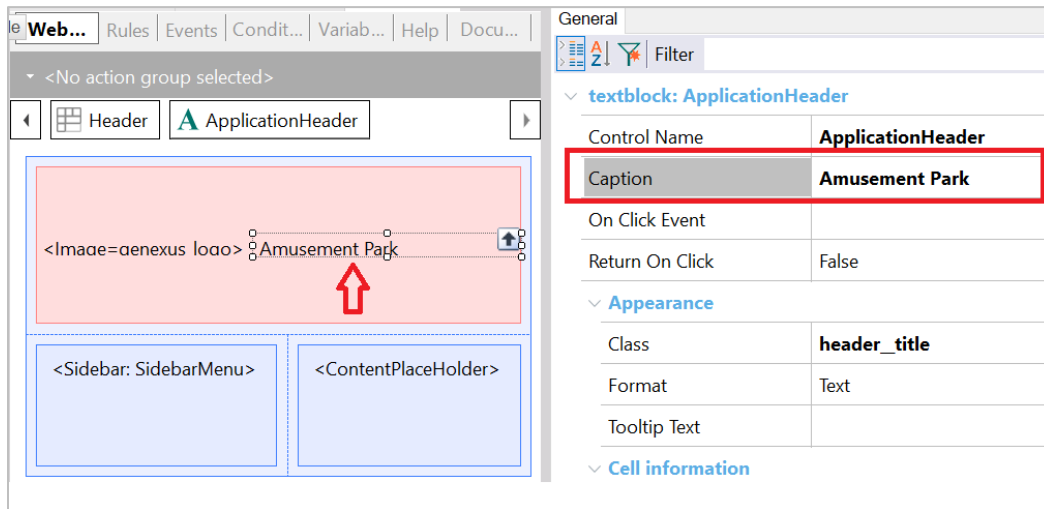 le Web... Rules Events Condit... Variab... Help Docu...
<No action group selected>
Header A ApplicationHeader
<Image=genexus_logo> Amusement Park
<Sidebar: SidebarMenu> <ContentPlaceHolder>
General
A Z Filter
textblock: ApplicationHeader
Control Name ApplicationHeader
Caption Amusement Park
On Click Event
Return On Click False
Appearance
Class header__title
Format Text
Tooltip Text
Cell information